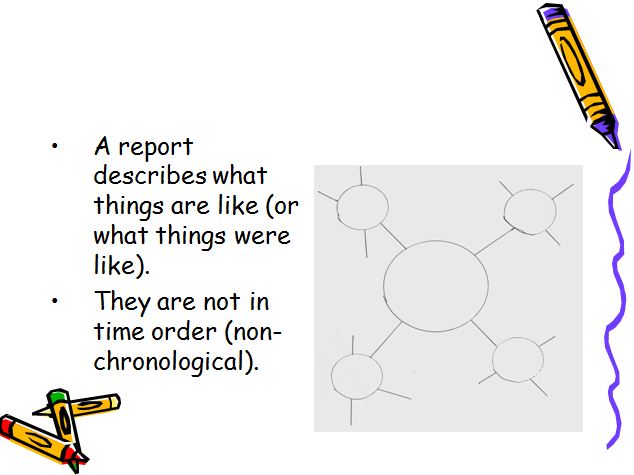 • A report
describes what
things are like (or
what things were
like).
• They are not in
time order (non-
chronological).